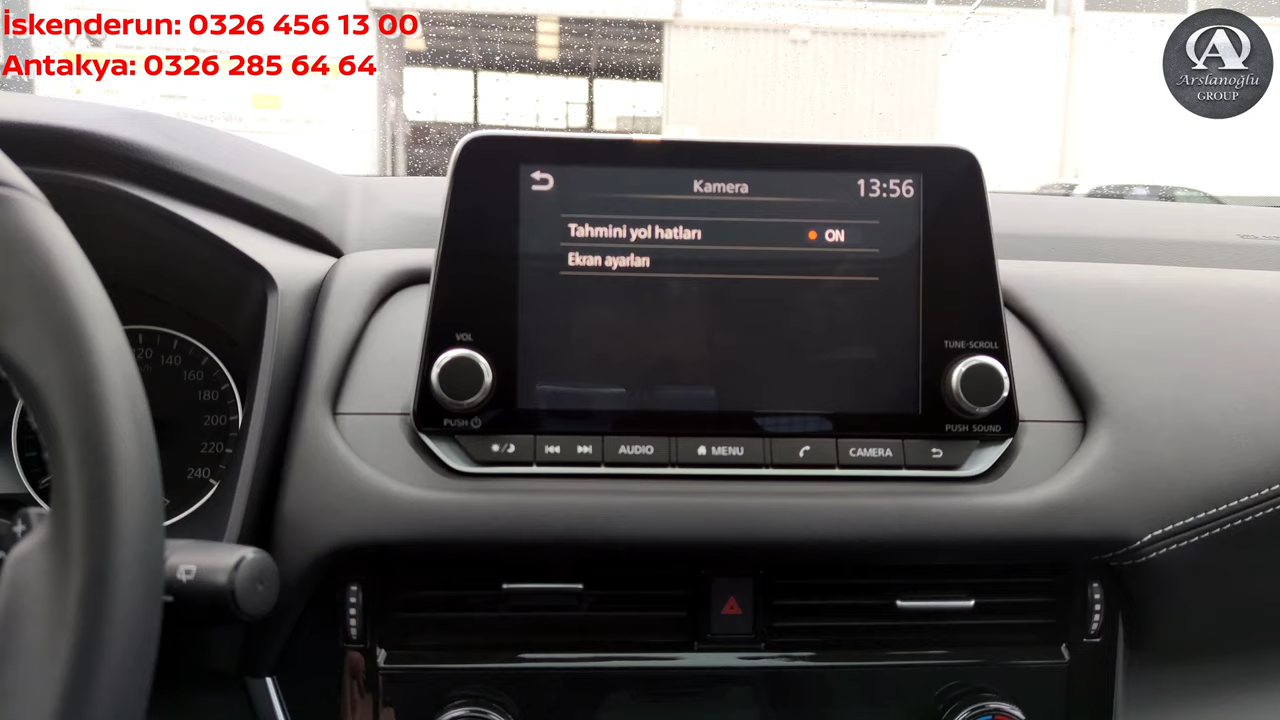 İskenderun: 0326 456 13 00
Antakya: 0326 285 64 64
A
Arslanoğlu
GROUP
Kamera
13:56
Tahmini yol hatları
ON
Ekran ayarları
VOL
TUNE·SCROLL
PUSH
PUSH SOUND
AUDIO
MENU
CAMERA
120
140
160
180
200
220
240